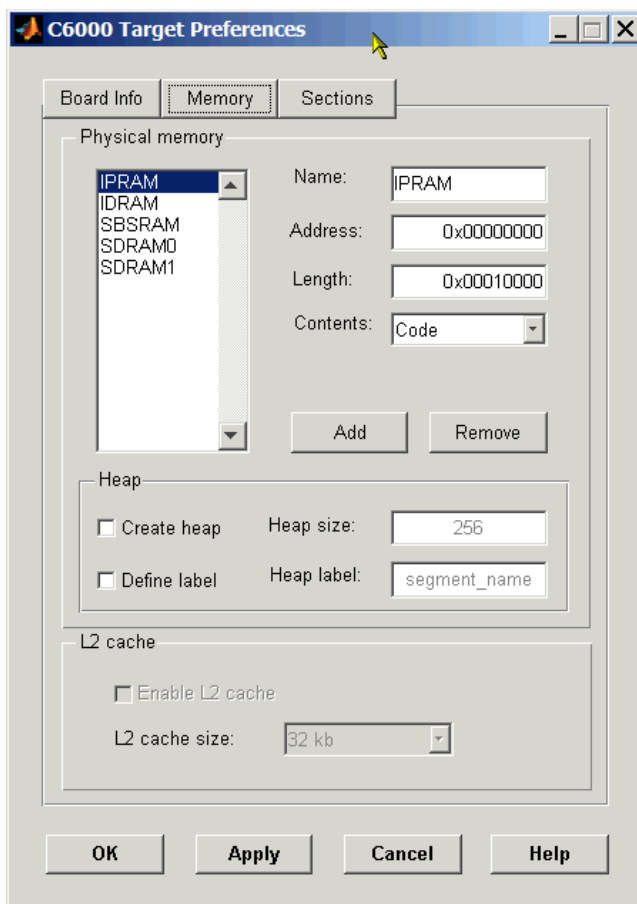 C6000 Target Preferences
Board Info Memory Sections
Physical memory
IPRAM
IDRAM
SBSRAM
SDRAM0
SDRAM1
Name: IPRAM
Address: 0x00000000
Length: 0x00010000
Contents: Code
Add Remove
Heap
Create heap Heap size: 256
Define label Heap label: segment_name
L2 cache
Enable L2 cache
L2 cache size: 32 kb
OK Apply Cancel Help